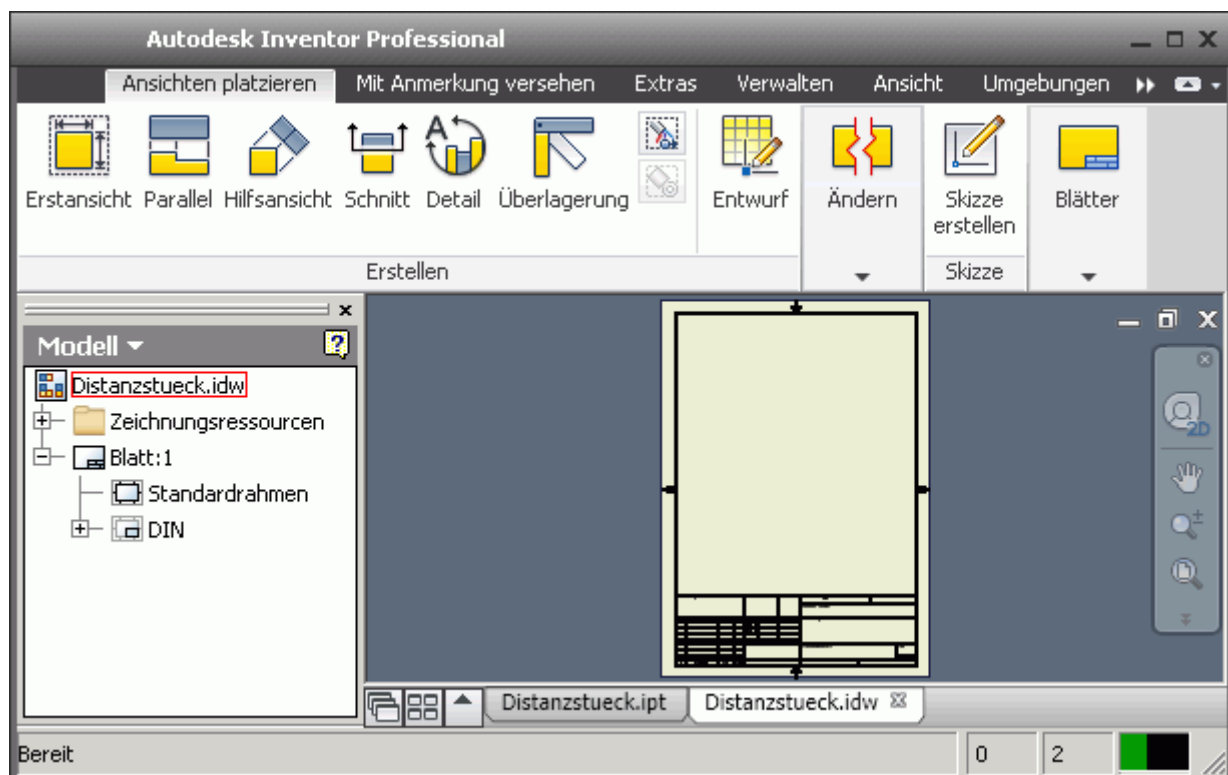 Autodesk Inventor Professional
Ansichten platzieren Mit Anmerkung versehen Extras Verwalten Ansicht Umgebungen
A
Erstansicht Parallel Hilfsansicht Schnitt Detail Überlagerung Entwurf Ändern Skizze erstellen Blätter
Erstellen Skizze
Modell
Distanzstueck.idw
Zeichnungsressourcen
Blatt:1
Standardrahmen
DIN
2D
Distanzstueck.ipt Distanzstueck.idw
Bereit 0 2